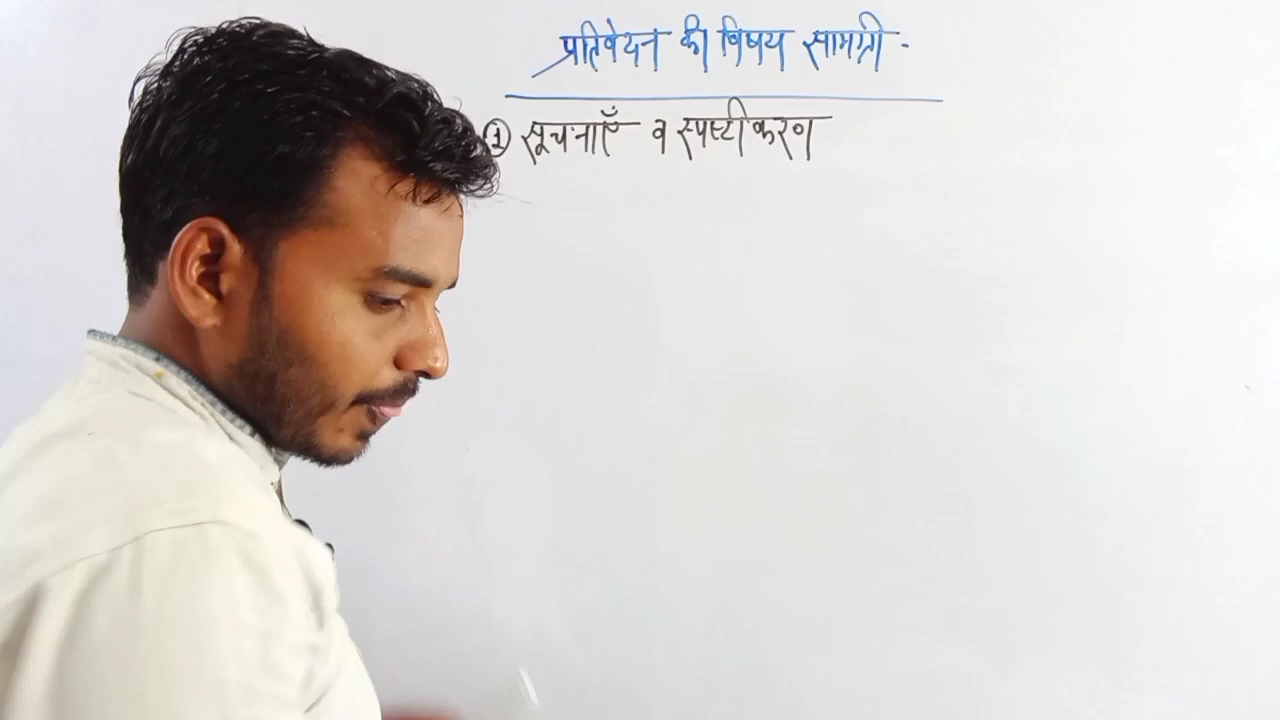 प्रतिवेदन की विषय सामग्री -
① सूचनाएँ व स्पष्टीकरण